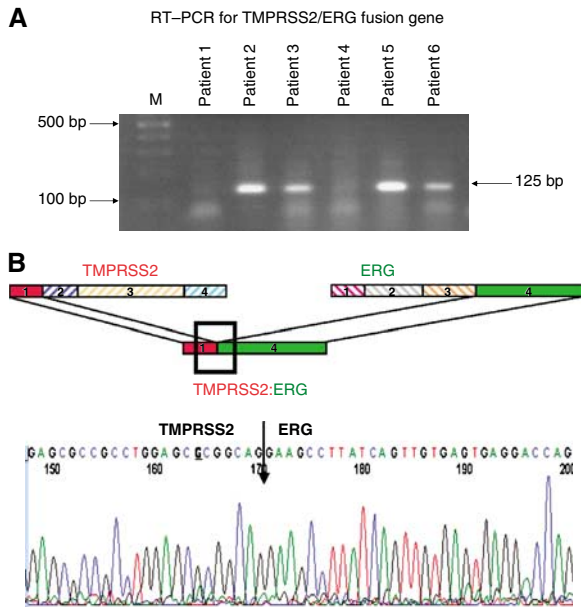 A
RT–PCR for TMPRSS2/ERG fusion gene
M Patient 1 Patient 2 Patient 3 Patient 4 Patient 5 Patient 6
500 bp
125 bp
100 bp
B
TMPRSS2 ERG
1 2 3 4 1 2 3 4
1 4
TMPRSS2:ERG
TMPRSS2 ERG
GAGCGCCGCCTGGAGCGCGGCAGGAAGCCTTATCAGTTGTGAGTGAGGACCAG
150 160 170 180 190 200